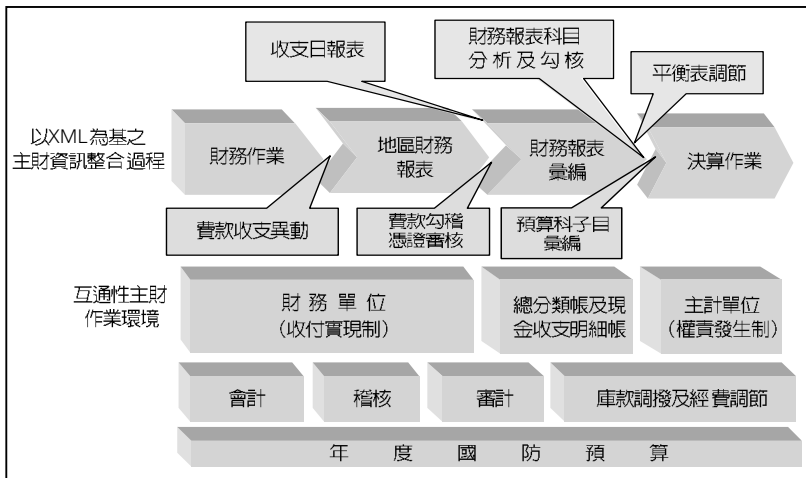 收支日報表
財務報表科目
分析及勾核
平衡表調節
以XML為基之
主財資訊整合過程
財務作業
地區財務
報表
財務報表
彙編
決算作業
費款收支異動
費款勾稽
憑證審核
預算科子目
彙編
互通性主財
作業環境
財務單位
(收付實現制)
總分類帳及現
金收支明細帳
主計單位
(權責發生制)
會計
稽核
審計
庫款調撥及經費調節
年度國防預算